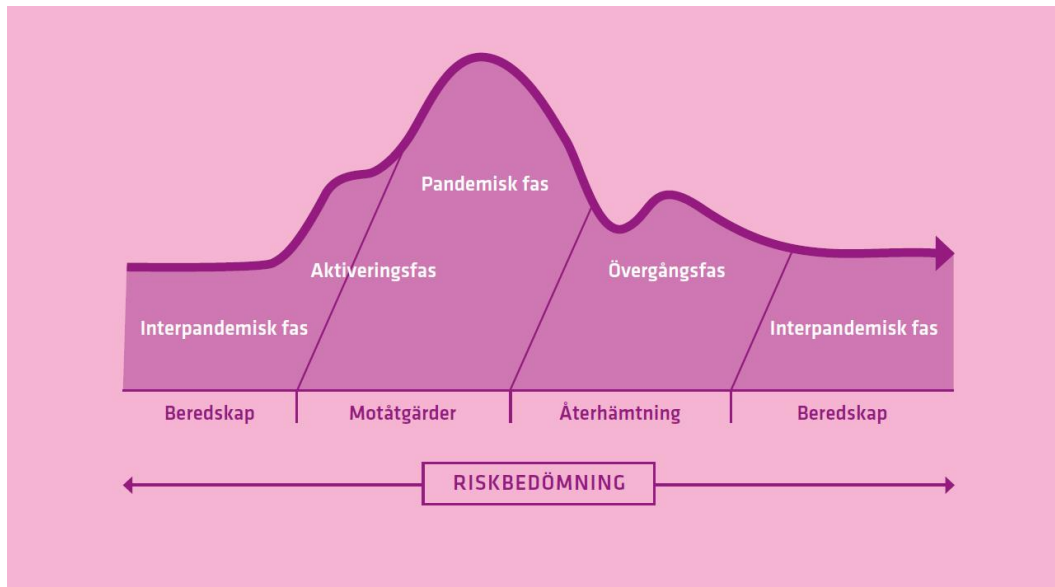 Pandemisk fas
Aktiveringsfas
Övergångsfas
Interpandemisk fas
Interpandemisk fas
Beredskap
Motåtgärder
Återhämtning
Beredskap
RISKBEDÖMNING